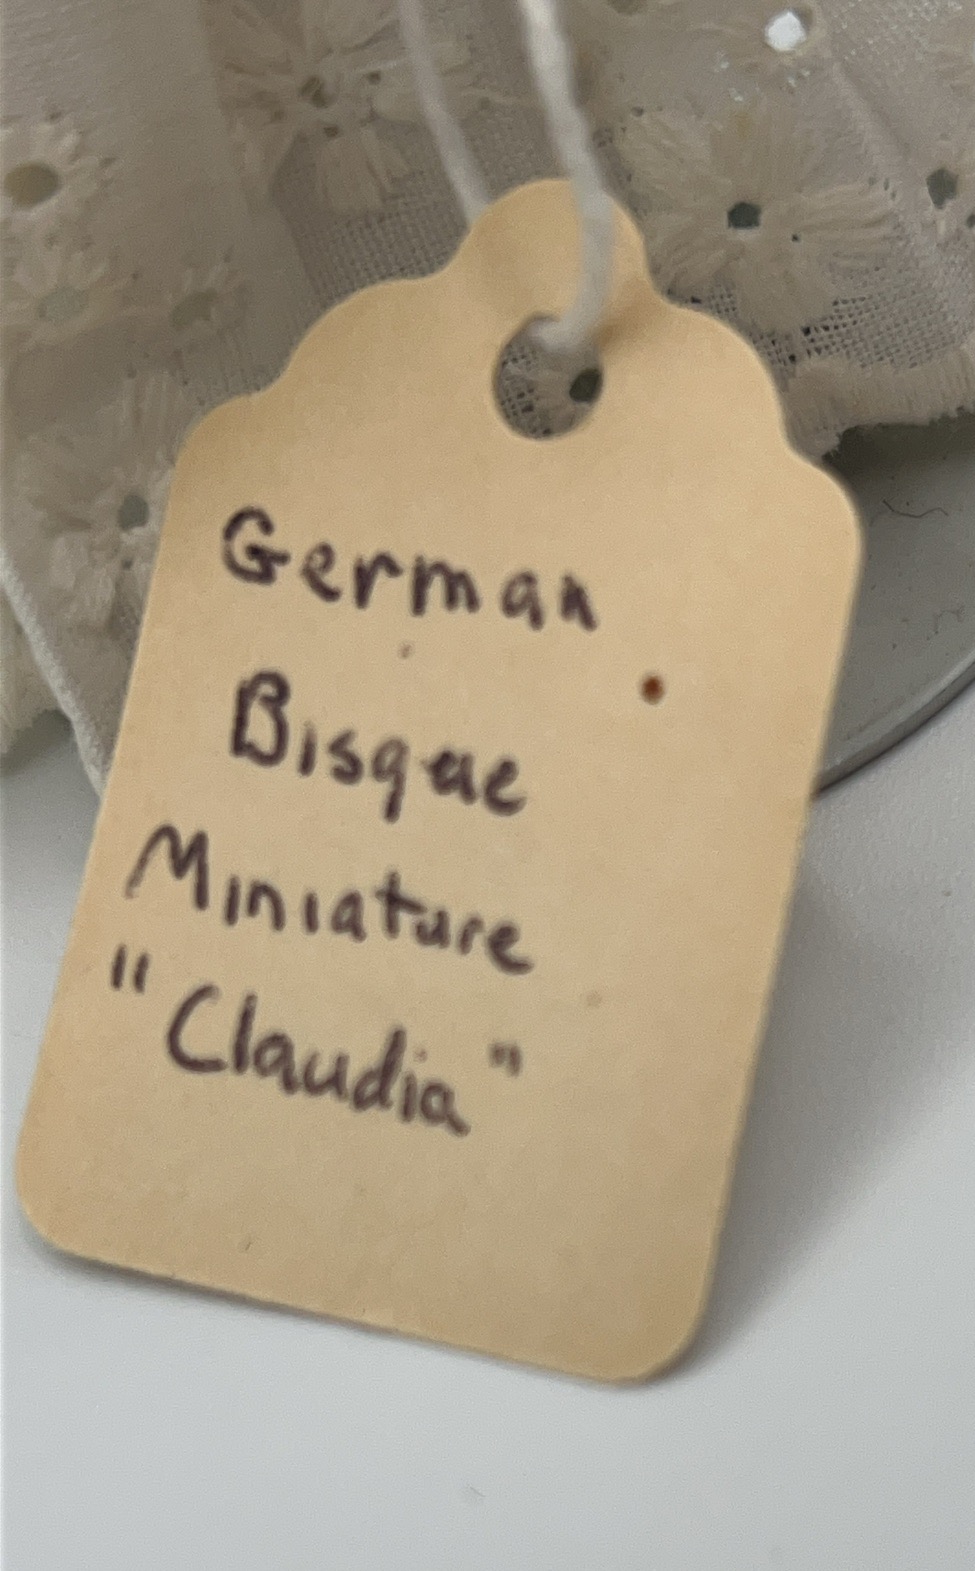 German
Bisque
Miniature
"Claudia"